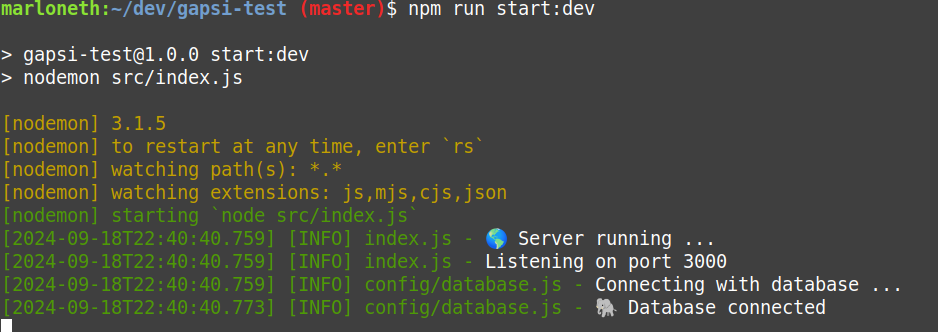 marloneth:~/dev/gapsi-test (master)$ npm run start:dev

> gapsi-test@1.0.0 start:dev
> nodemon src/index.js

[nodemon] 3.1.5
[nodemon] to restart at any time, enter `rs`
[nodemon] watching path(s): *.*
[nodemon] watching extensions: js,mjs,cjs,json
[nodemon] starting `node src/index.js`
[2024-09-18T22:40:40.759] [INFO] index.js - 🌎 Server running ...
[2024-09-18T22:40:40.759] [INFO] index.js - Listening on port 3000
[2024-09-18T22:40:40.759] [INFO] config/database.js - Connecting with database ...
[2024-09-18T22:40:40.773] [INFO] config/database.js - 🐘 Database connected